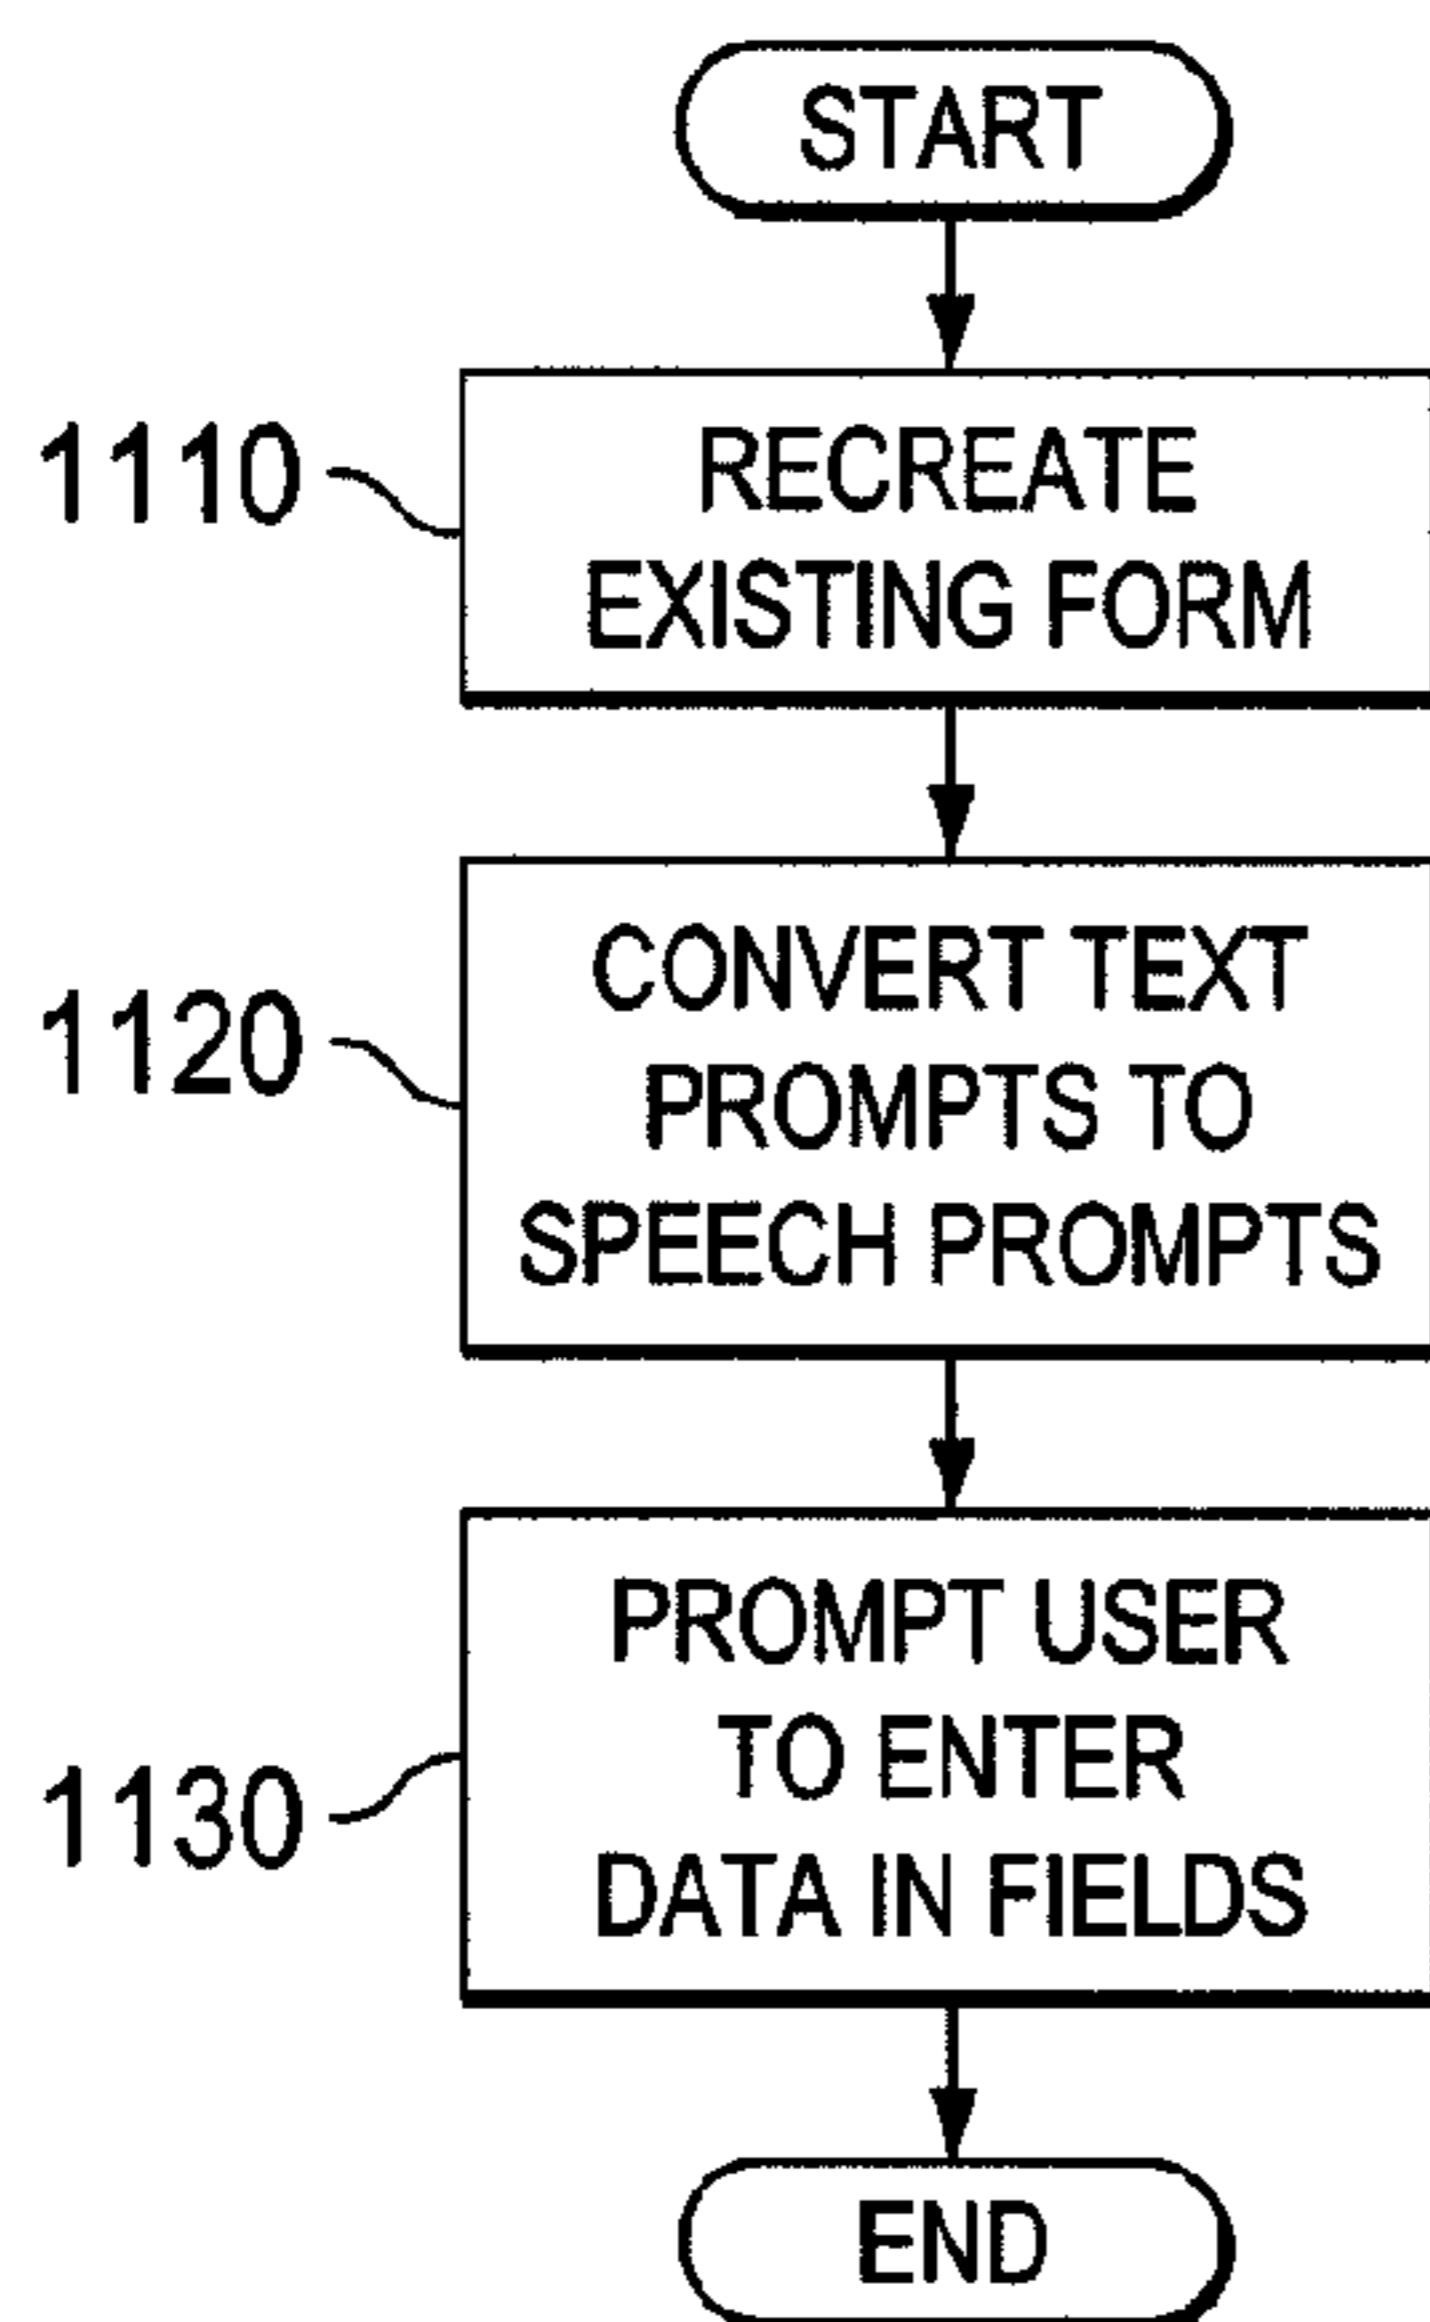 START
1110
RECREATE
EXISTING FORM
1120
CONVERT TEXT
PROMPTS TO
SPEECH PROMPTS
1130
PROMPT USER
TO ENTER
DATA IN FIELDS
END